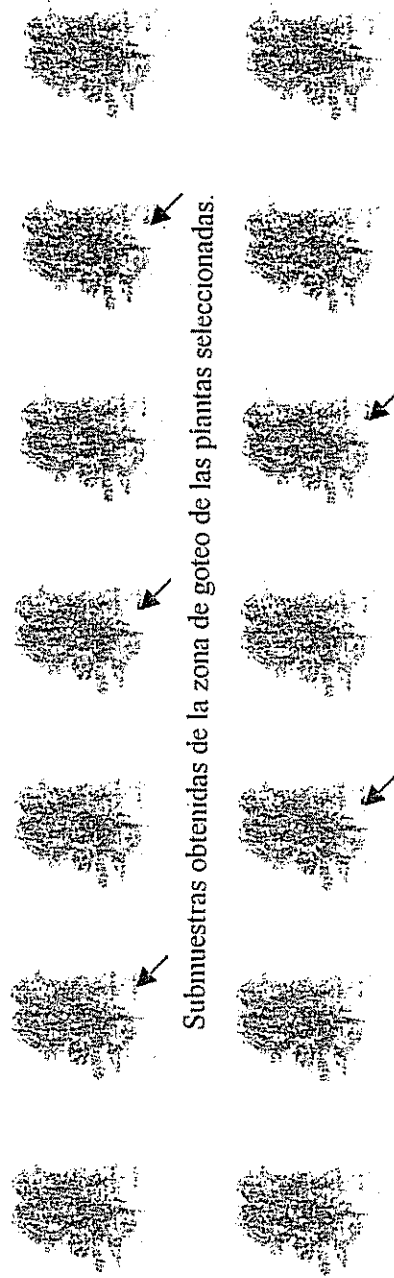 Submuestras obtenidas de la zona de goteo de las plantas seleccionadas.